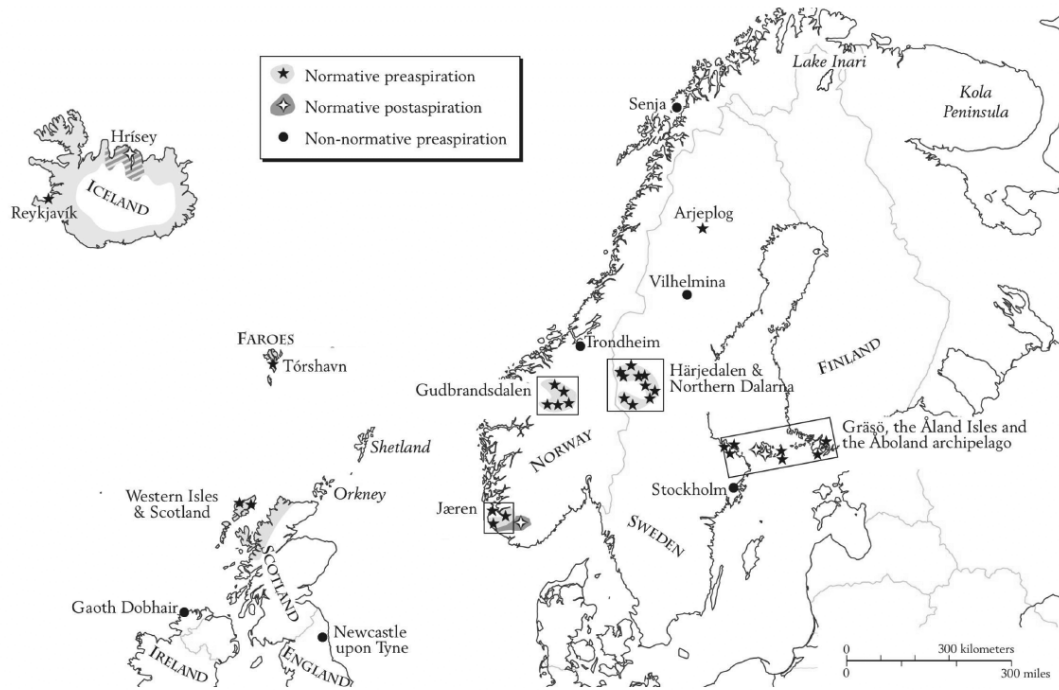 Normative preaspiration
Normative postaspiration
Non-normative preaspiration
Lake Inari
Kola
Peninsula
Senja
Hrísey
ICELAND
Reykjavík
Arjeplog
Vilhelmina
FAROES
Tórshavn
Trondheim
Gudbrandsdalen
Härjedalen &
Northern Dalarna
FINLAND
Gräsö, the Åland Isles and
the Åboland archipelago
Shetland
NORWAY
Orkney
Western Isles
& Scotland
Jæren
Stockholm
SWEDEN
SCOTLAND
Gaoth Dobhair
Newcastle
upon Tyne
IRELAND
ENGLAND
0 300 kilometers
0 300 miles